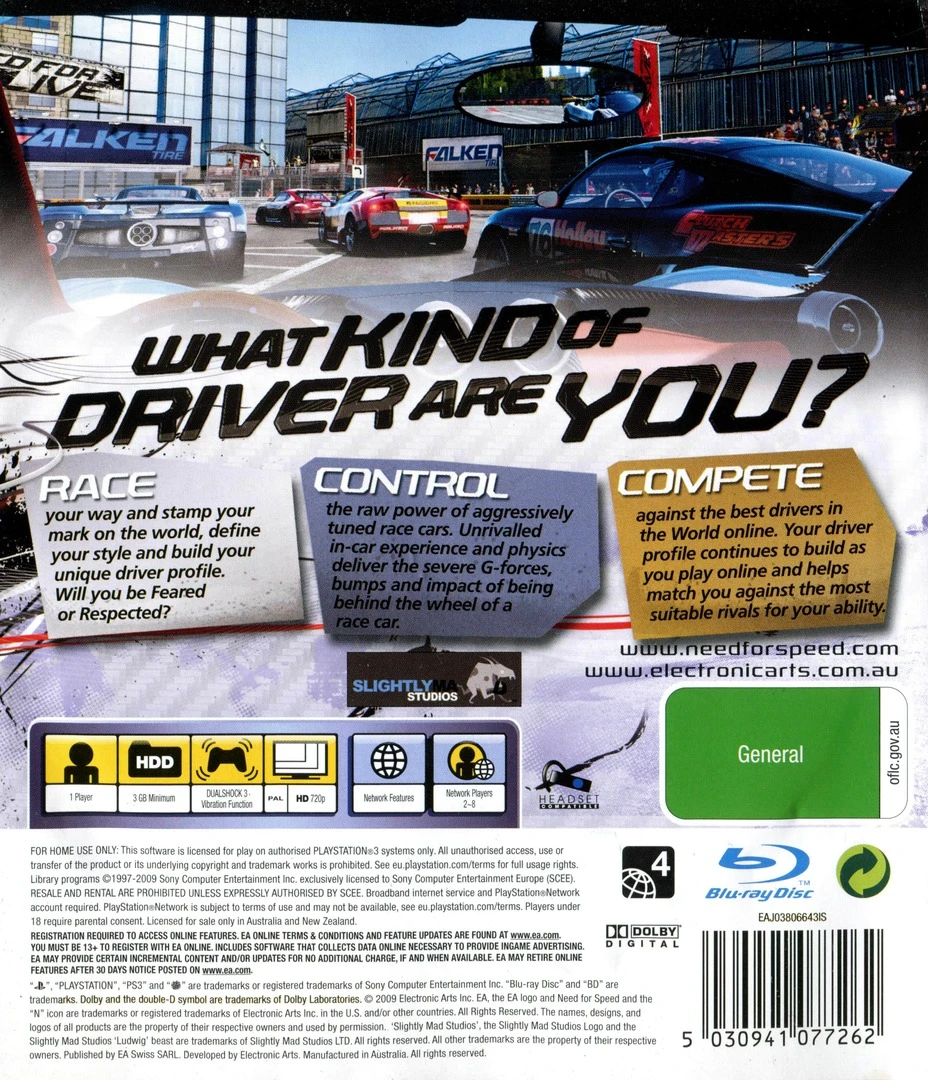 D FOR
LIVE
FALKEN
TIRE
FALKEN
TIRE
76 Holley
WHAT KIND OF
DRIVER ARE YOU?
RACE
your way and stamp your
mark on the world, define
your style and build your
unique driver profile.
Will you be Feared
or Respected?
CONTROL
the raw power of aggressively
tuned race cars. Unrivalled
in-car experience and physics
deliver the severe G-forces,
bumps and impact of being
behind the wheel of a
race car.
COMPETE
against the best drivers in
the World online. Your driver
profile continues to build as
you play online and helps
match you against the most
suitable rivals for your ability.
www.needforspeed.com
www.electronicarts.com.au
SLIGHTLY MAD
STUDIOS
General
oflc.gov.au
HDD
1 Player
3 GB Minimum
DUALSHOCK 3 -
Vibration Function
PAL
HD 720p
Network Features
Network Players
2–8
HEADSET
COMPATIBLE
FOR HOME USE ONLY: This software is licensed for play on authorised PLAYSTATION®3 systems only. All unauthorised access, use or
transfer of the product or its underlying copyright and trademark works is prohibited. See eu.playstation.com/terms for full usage rights.
Library programs ©1997-2009 Sony Computer Entertainment Inc. exclusively licensed to Sony Computer Entertainment Europe (SCEE).
RESALE AND RENTAL ARE PROHIBITED UNLESS EXPRESSLY AUTHORISED BY SCEE. Broadband internet service and PlayStation®Network
account required. PlayStation®Network is subject to terms of use and may not be available, see eu.playstation.com/terms. Players under
18 require parental consent. Licensed for sale only in Australia and New Zealand.
REGISTRATION REQUIRED TO ACCESS ONLINE FEATURES. EA ONLINE TERMS & CONDITIONS AND FEATURE UPDATES ARE FOUND AT www.ea.com.
YOU MUST BE 13+ TO REGISTER WITH EA ONLINE. INCLUDES SOFTWARE THAT COLLECTS DATA ONLINE NECESSARY TO PROVIDE INGAME ADVERTISING.
EA MAY PROVIDE CERTAIN INCREMENTAL CONTENT AND/OR UPDATES FOR NO ADDITIONAL CHARGE, IF AND WHEN AVAILABLE. EA MAY RETIRE ONLINE
FEATURES AFTER 30 DAYS NOTICE POSTED ON www.ea.com.
" ", "PLAYSTATION", "PS3" and " " are trademarks or registered trademarks of Sony Computer Entertainment Inc. "Blu-ray Disc" and "BD" are
trademarks. Dolby and the double-D symbol are trademarks of Dolby Laboratories. © 2009 Electronic Arts Inc. EA, the EA logo and Need for Speed and the
"N" icon are trademarks or registered trademarks of Electronic Arts Inc. in the U.S. and/or other countries. All Rights Reserved. The names, designs, and
logos of all products are the property of their respective owners and used by permission. 'Slightly Mad Studios', the Slightly Mad Studios Logo and the
Slightly Mad Studios 'Ludwig' beast are trademarks of Slightly Mad Studios LTD. All rights reserved. All other trademarks are the property of their respective
owners. Published by EA Swiss SARL. Developed by Electronic Arts. Manufactured in Australia. All rights reserved.
4
Blu-ray Disc™
EAJ03806643IS
DOLBY
DIGITAL
5 030941 077262